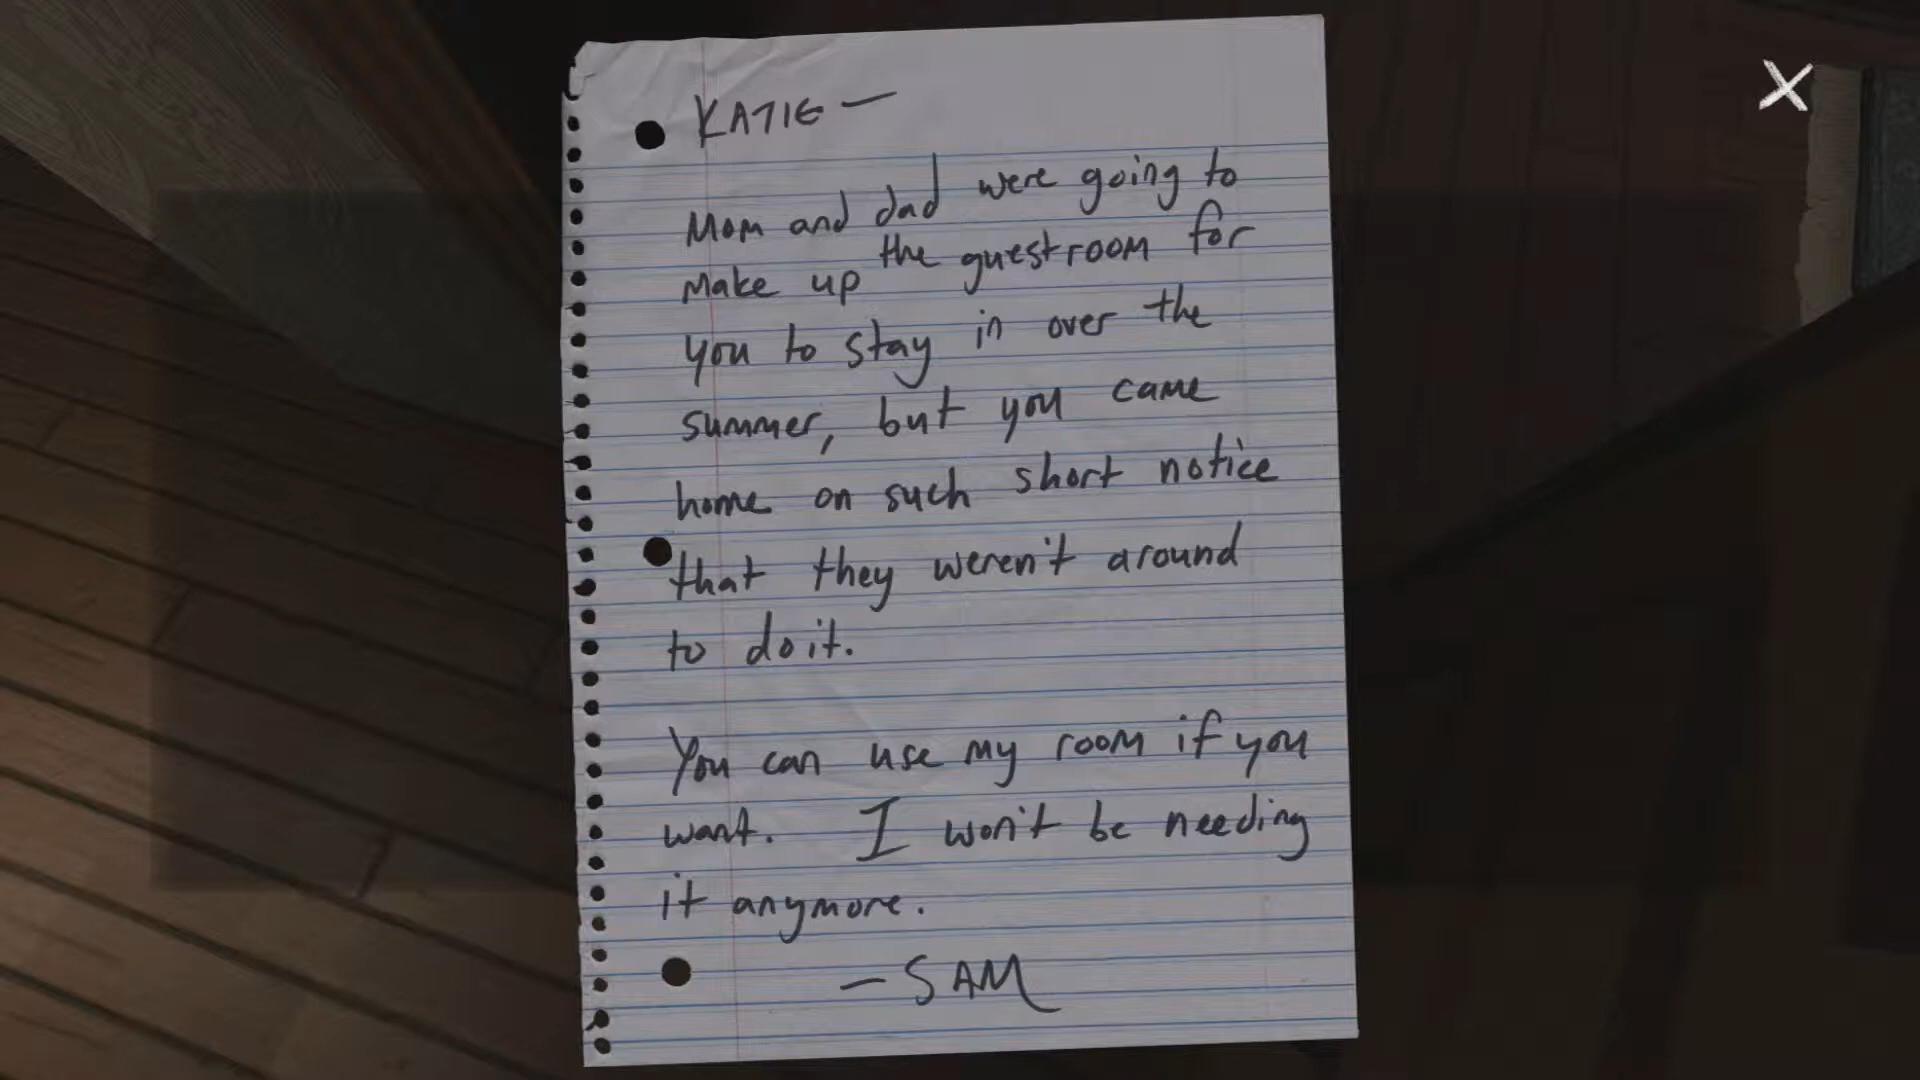 KATIE —
Mom and dad were going to
make up the guestroom for
you to stay in over the
summer, but you came
home on such short notice
that they weren't around
to do it.
You can use my room if you
want. I won't be needing
it anymore.
— SAM